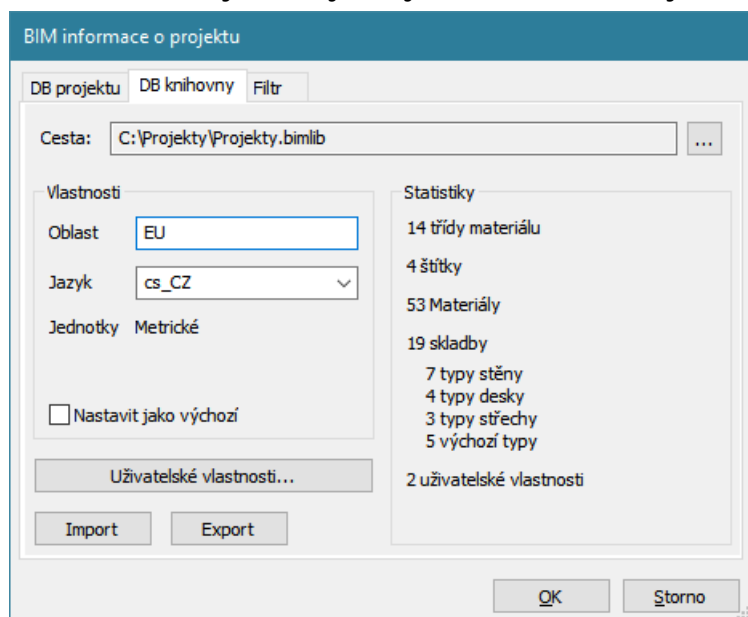 BIM informace o projektu
DB projektu DB knihovny Filtr
Cesta: C:\Projekty\Projekty.bimlib ...
Vlastnosti
Oblast EU
Jazyk cs_CZ
Jednotky Metrické
Nastavit jako výchozí
Uživatelské vlastnosti...
Import Export
Statistiky
14 třídy materiálu
4 štítky
53 Materiály
19 skladby
7 typy stěny
4 typy desky
3 typy střechy
5 výchozí typy
2 uživatelské vlastnosti
OK Storno